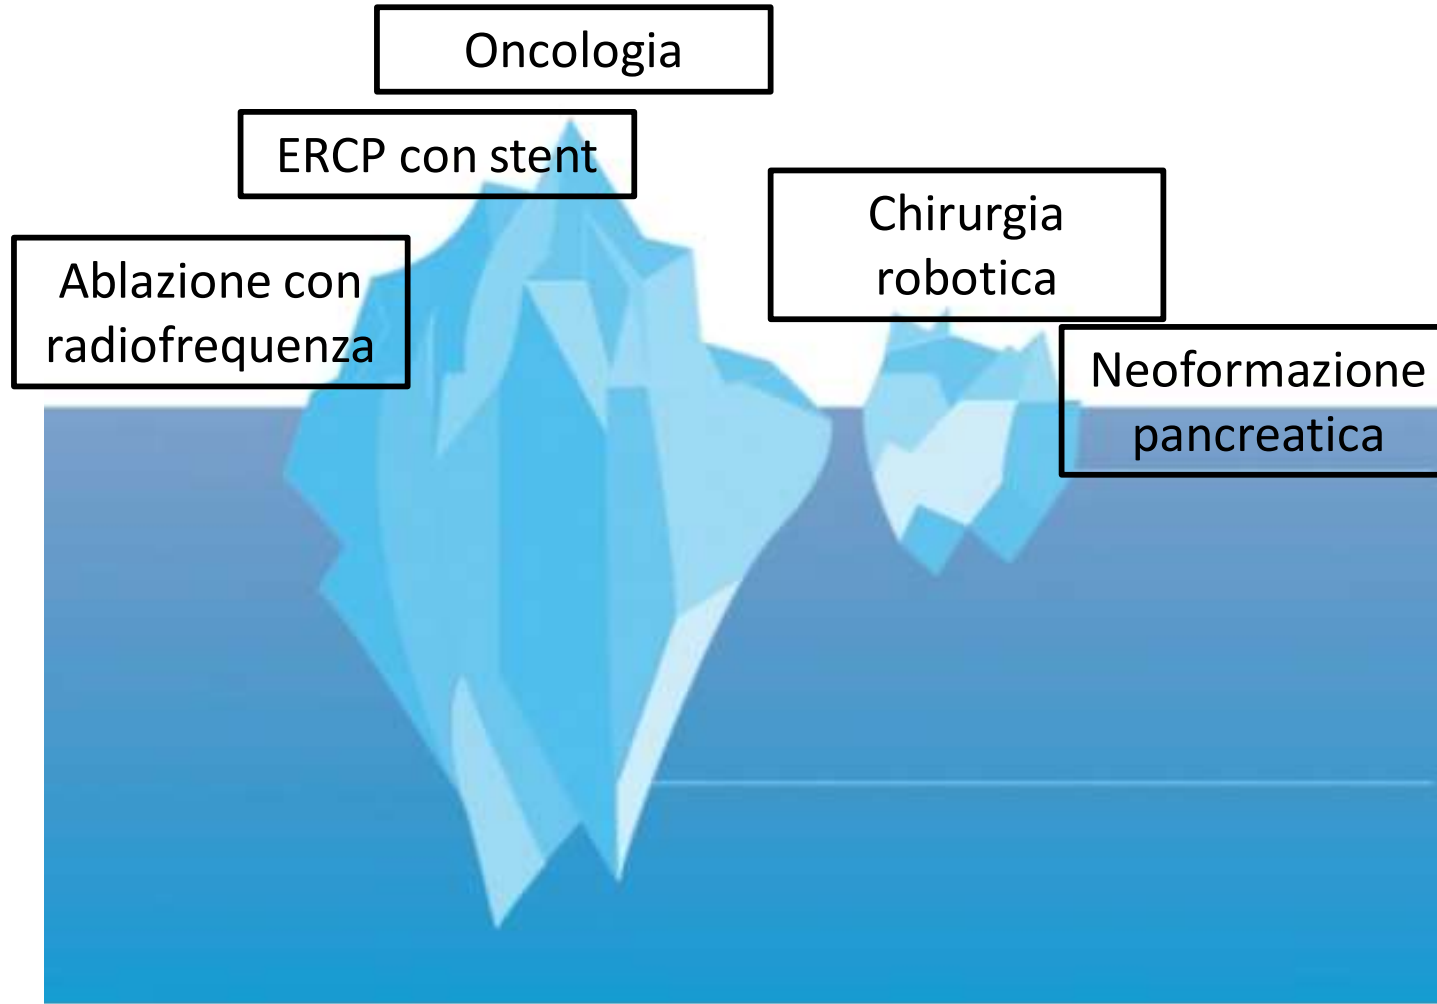 Oncologia
ERCP con stent
Ablazione con
radiofrequenza
Chirurgia
robotica
Neoformazione
pancreatica